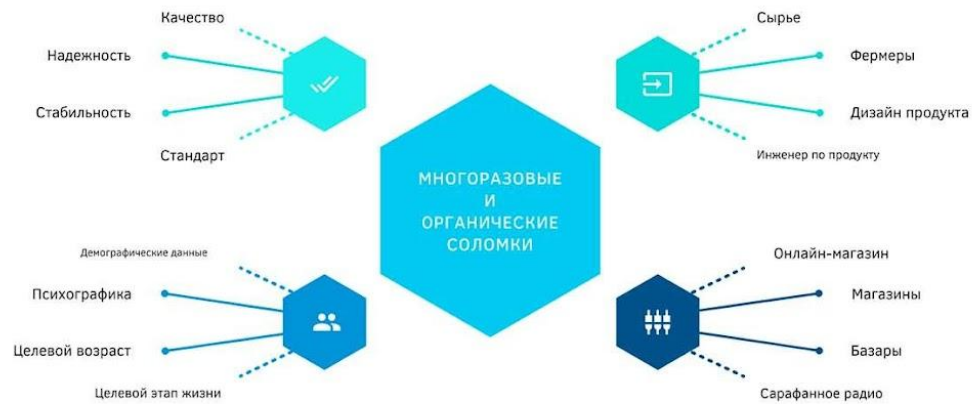 Качество
Надежность
Стабильность
Стандарт
Сырье
Фермеры
Дизайн продукта
Инженер по продукту
МНОГОРАЗОВЫЕ
И
ОРГАНИЧЕСКИЕ
СОЛОМКИ
Демографические данные
Психографика
Целевой возраст
Целевой этап жизни
Онлайн-магазин
Магазины
Базары
Сарафанное радио